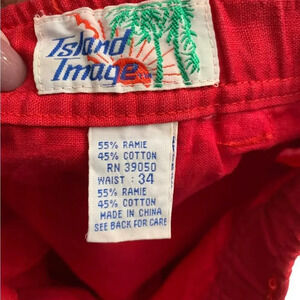 Island
Image
55% RAMIE
45% COTTON
RN 39050
WAIST : 34
55% RAMIE
45% COTTON
MADE IN CHINA
SEE BACK FOR CARE